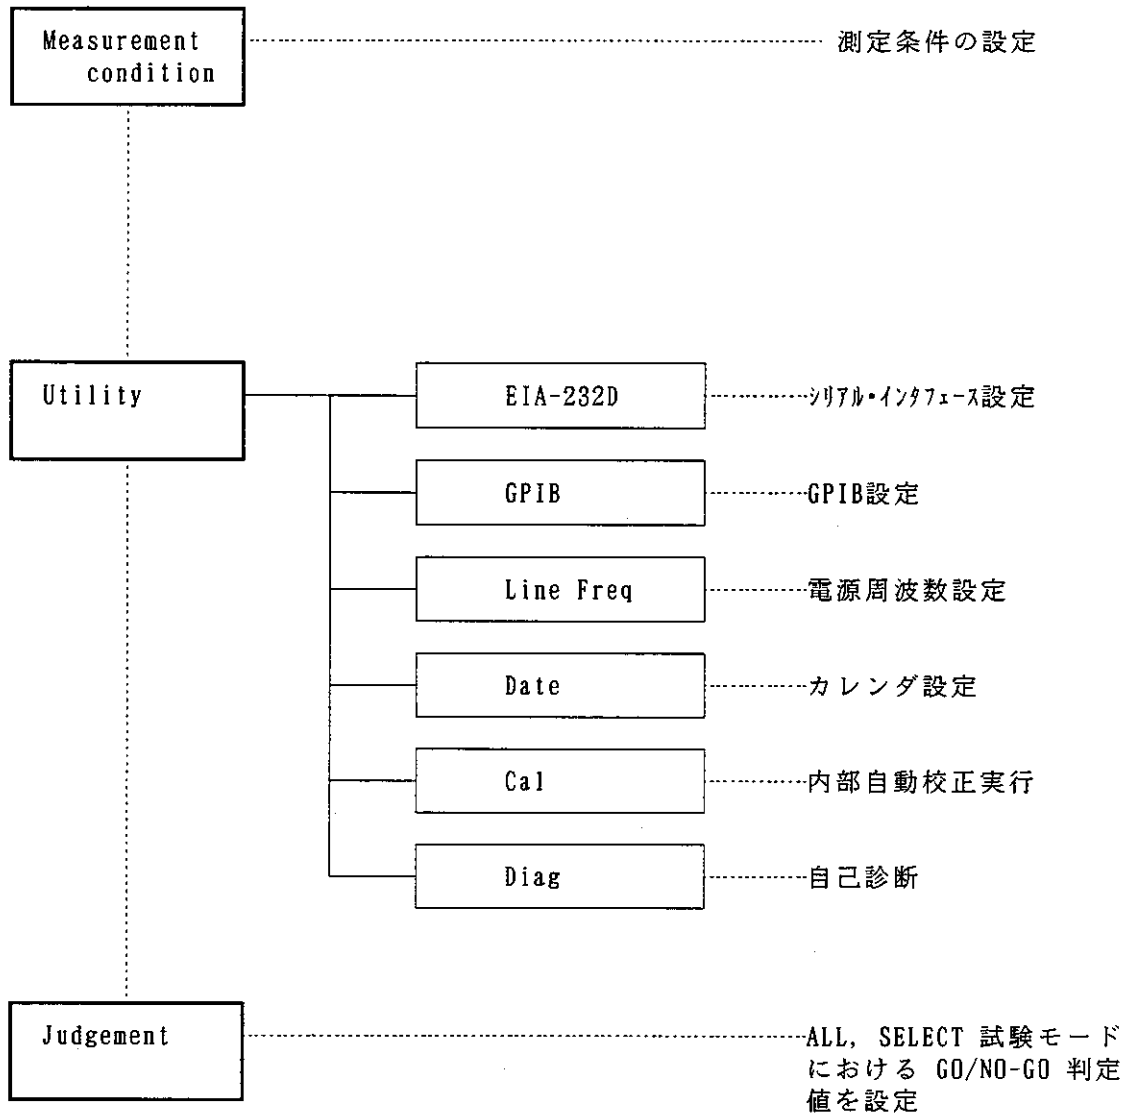 Measurement
condition
測定条件の設定
Utility
EIA-232D
ｼﾘｱﾙ・ｲﾝﾀﾌｪｰｽ設定
GPIB
GPIB設定
Line Freq
電源周波数設定
Date
カレンダ設定
Cal
内部自動校正実行
Diag
自己診断
Judgement
ALL, SELECT 試験モード
における GO/NO-GO 判定
値を設定